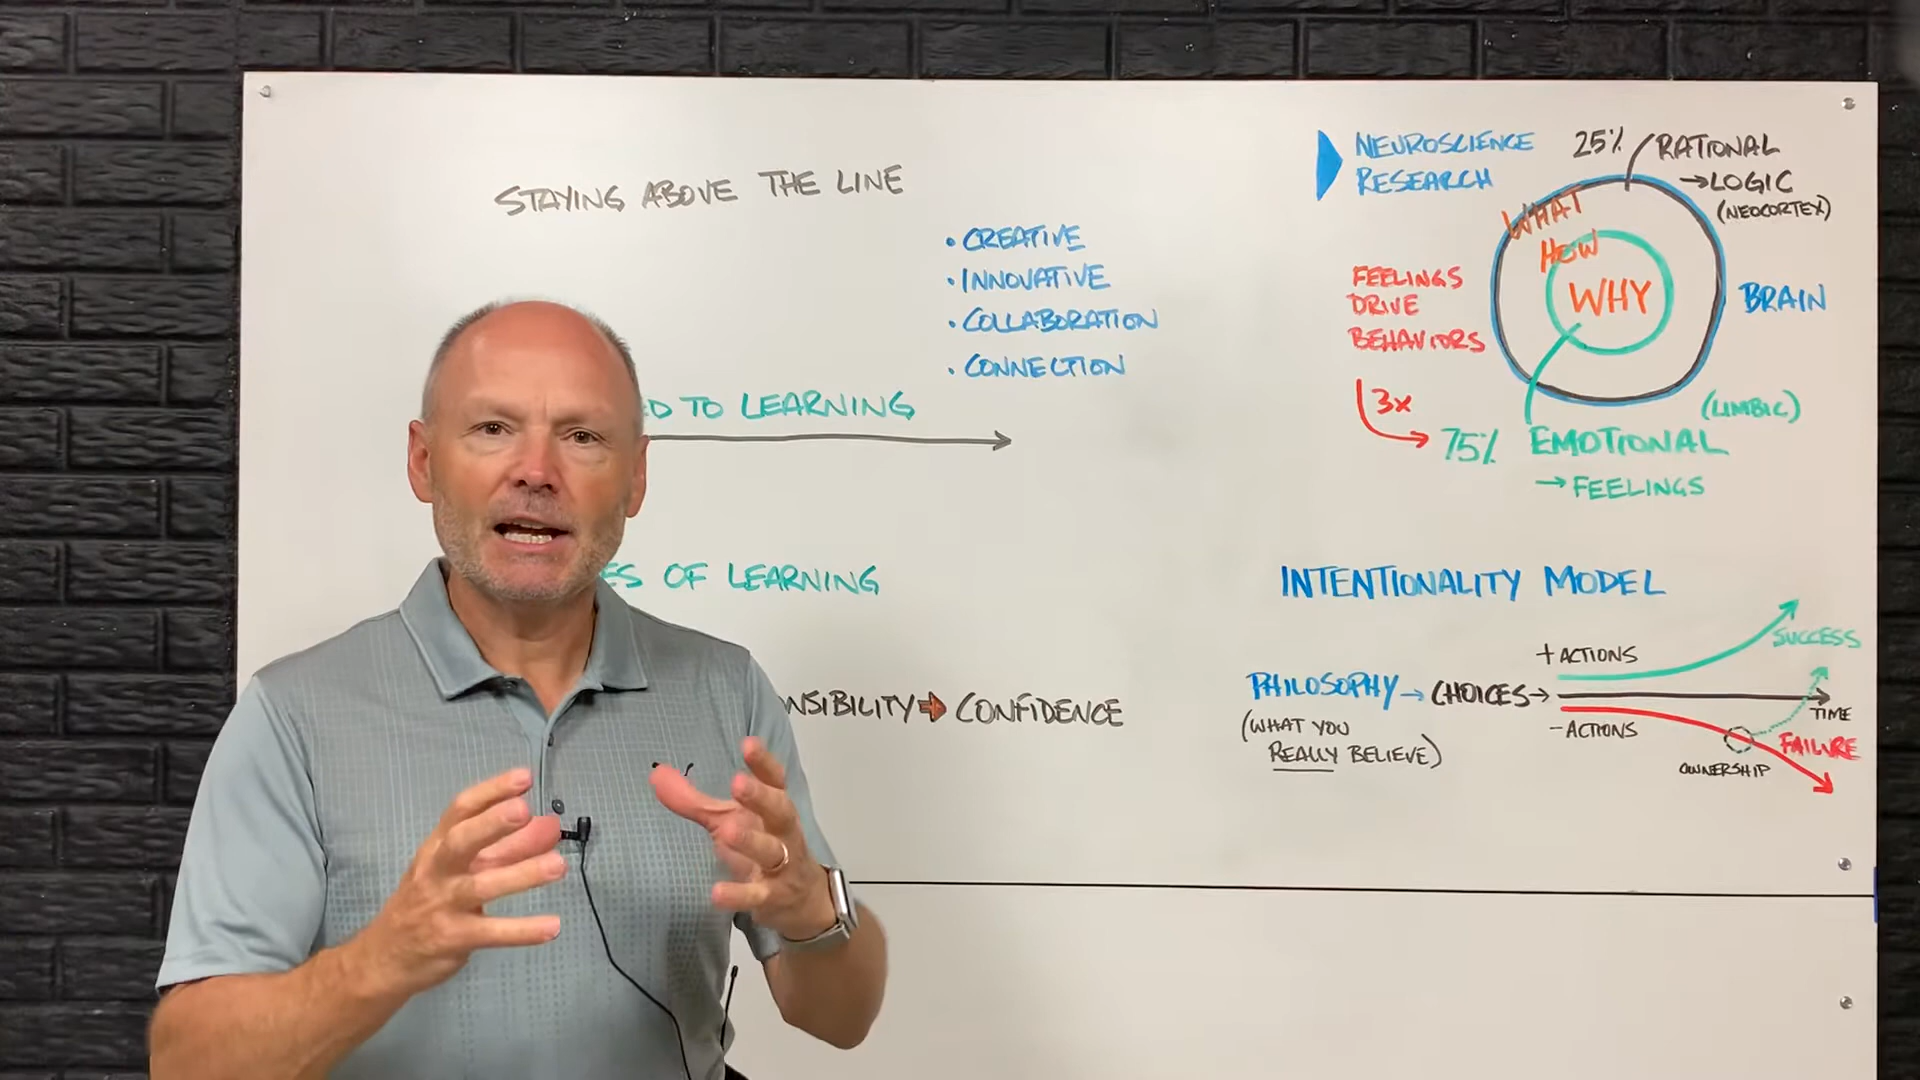 STAYING ABOVE THE LINE
• CREATIVE
• INNOVATIVE
• COLLABORATION
• CONNECTION
TO LEARNING
OF LEARNING
CONFIDENCE
NEUROSCIENCE
RESEARCH
25% RATIONAL
→LOGIC
(NEOCORTEX)
WHAT
HOW
WHY
FEELINGS
DRIVE
BEHAVIORS
BRAIN
3x
(LIMBIC)
75% EMOTIONAL
→ FEELINGS
INTENTIONALITY MODEL
SUCCESS
+ ACTIONS
PHILOSOPHY → CHOICES →
TIME
(WHAT YOU
REALLY BELIEVE)
- ACTIONS
FAILURE
OWNERSHIP